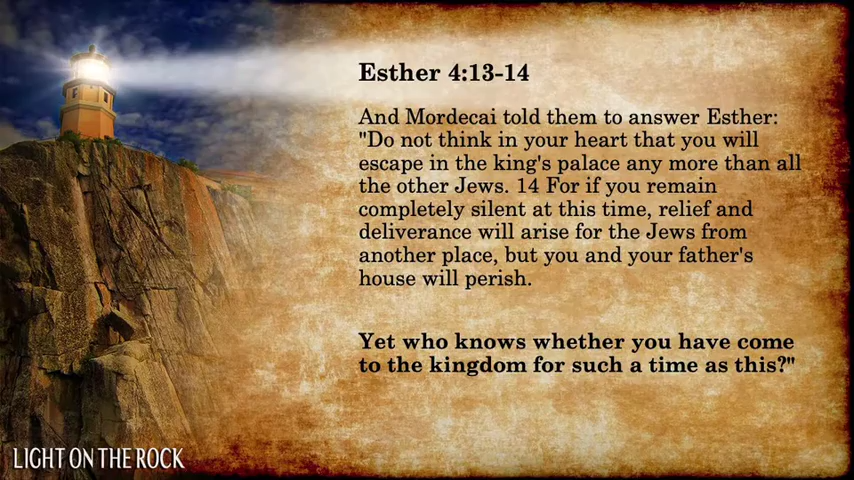 Esther 4:13-14
And Mordecai told them to answer Esther:
"Do not think in your heart that you will
escape in the king's palace any more than all
the other Jews. 14 For if you remain
completely silent at this time, relief and
deliverance will arise for the Jews from
another place, but you and your father's
house will perish.
Yet who knows whether you have come
to the kingdom for such a time as this?"
LIGHT ON THE ROCK